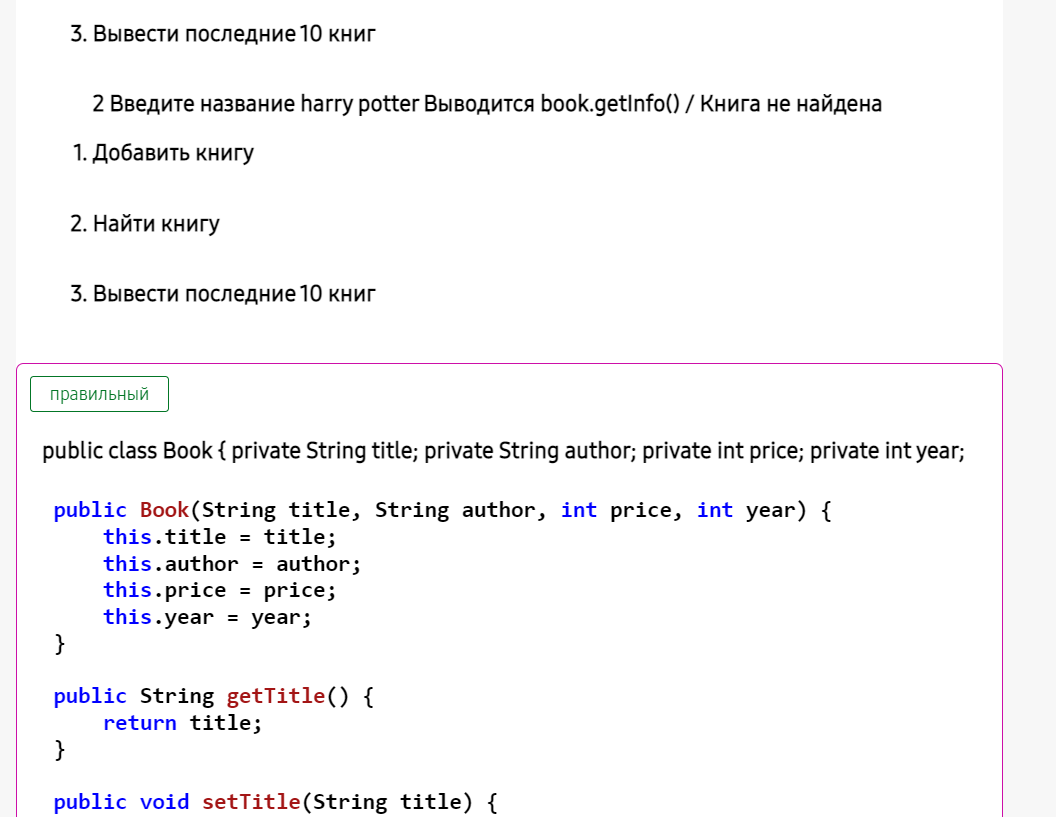 3. Вывести последние 10 книг
2 Введите название harry potter Выводится book.getInfo() / Книга не найдена
1. Добавить книгу
2. Найти книгу
3. Вывести последние 10 книг
правильный
public class Book { private String title; private String author; private int price; private int year;
public Book(String title, String author, int price, int year) {
    this.title = title;
    this.author = author;
    this.price = price;
    this.year = year;
}
public String getTitle() {
    return title;
}
public void setTitle(String title) {